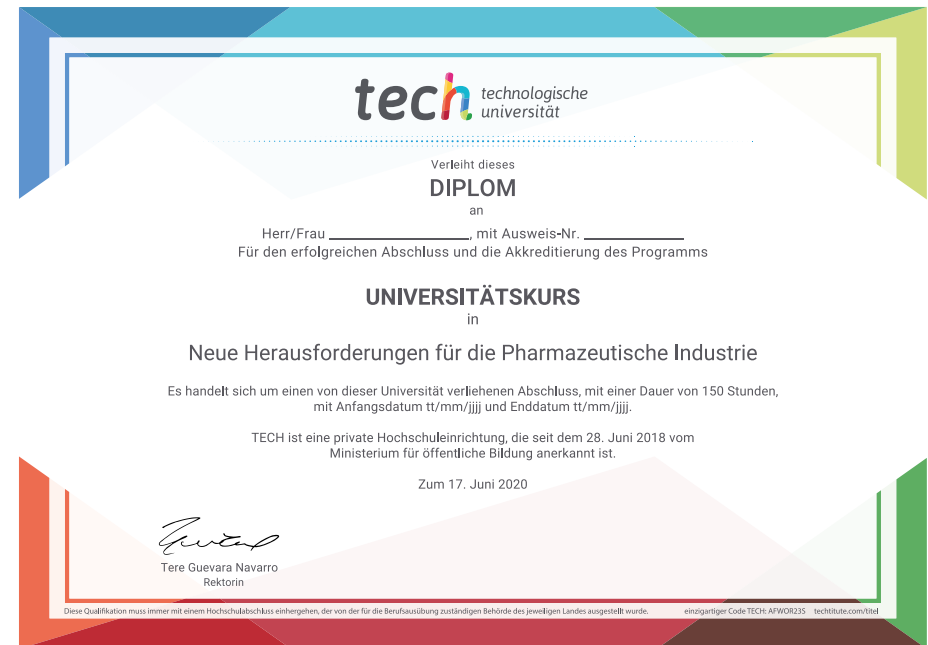 tech technologische
universität
Verleiht dieses
DIPLOM
an
Herr/Frau ____________________, mit Ausweis-Nr. ______________
Für den erfolgreichen Abschluss und die Akkreditierung des Programms
UNIVERSITÄTSKURS
in
Neue Herausforderungen für die Pharmazeutische Industrie
Es handelt sich um einen von dieser Universität verliehenen Abschluss, mit einer Dauer von 150 Stunden,
mit Anfangsdatum tt/mm/jjjj und Enddatum tt/mm/jjjj.
TECH ist eine private Hochschuleinrichtung, die seit dem 28. Juni 2018 vom
Ministerium für öffentliche Bildung anerkannt ist.
Zum 17. Juni 2020
Tere Guevara Navarro
Rektorin
Diese Qualifikation muss immer mit einem Hochschulabschluss einhergehen, der von der für die Berufsausübung zuständigen Behörde des jeweiligen Landes ausgestellt wurde. einzigartiger Code TECH: AFWOR23S techtitute.com/titel